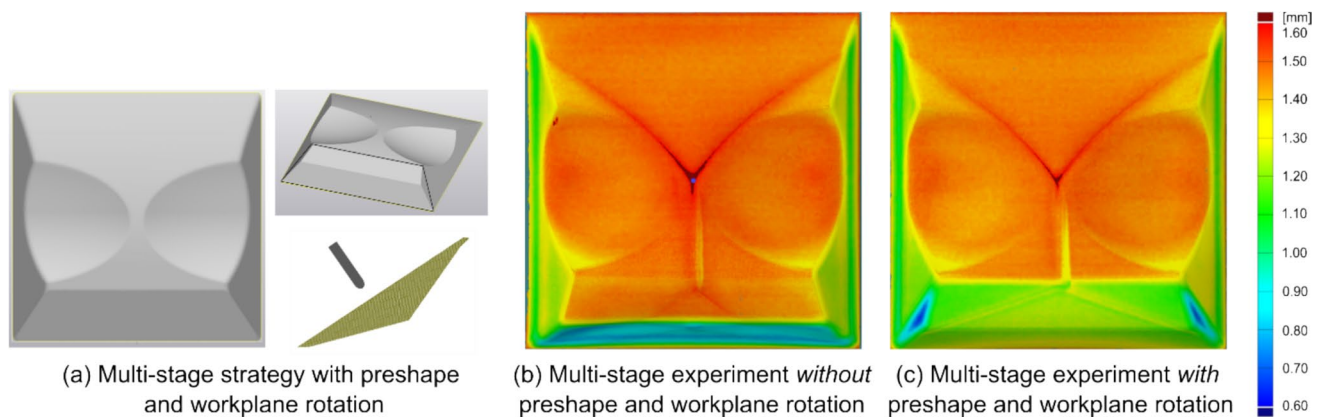 [mm]
1.60
1.50
1.40
1.30
1.20
1.10
1.00
0.90
0.80
0.70
0.60
(a) Multi-stage strategy with preshape
and workplane rotation
(b) Multi-stage experiment without
preshape and workplane rotation
(c) Multi-stage experiment with
preshape and workplane rotation